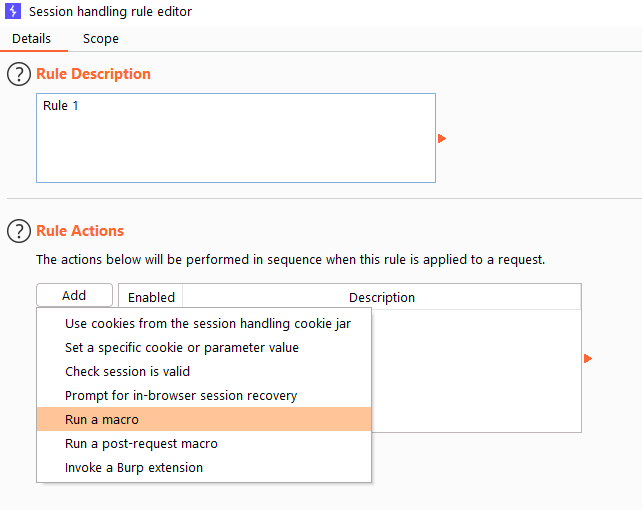 Session handling rule editor
Details Scope
? Rule Description
Rule 1
? Rule Actions
The actions below will be performed in sequence when this rule is applied to a request.
Add Enabled Description
Use cookies from the session handling cookie jar
Set a specific cookie or parameter value
Check session is valid
Prompt for in-browser session recovery
Run a macro
Run a post-request macro
Invoke a Burp extension